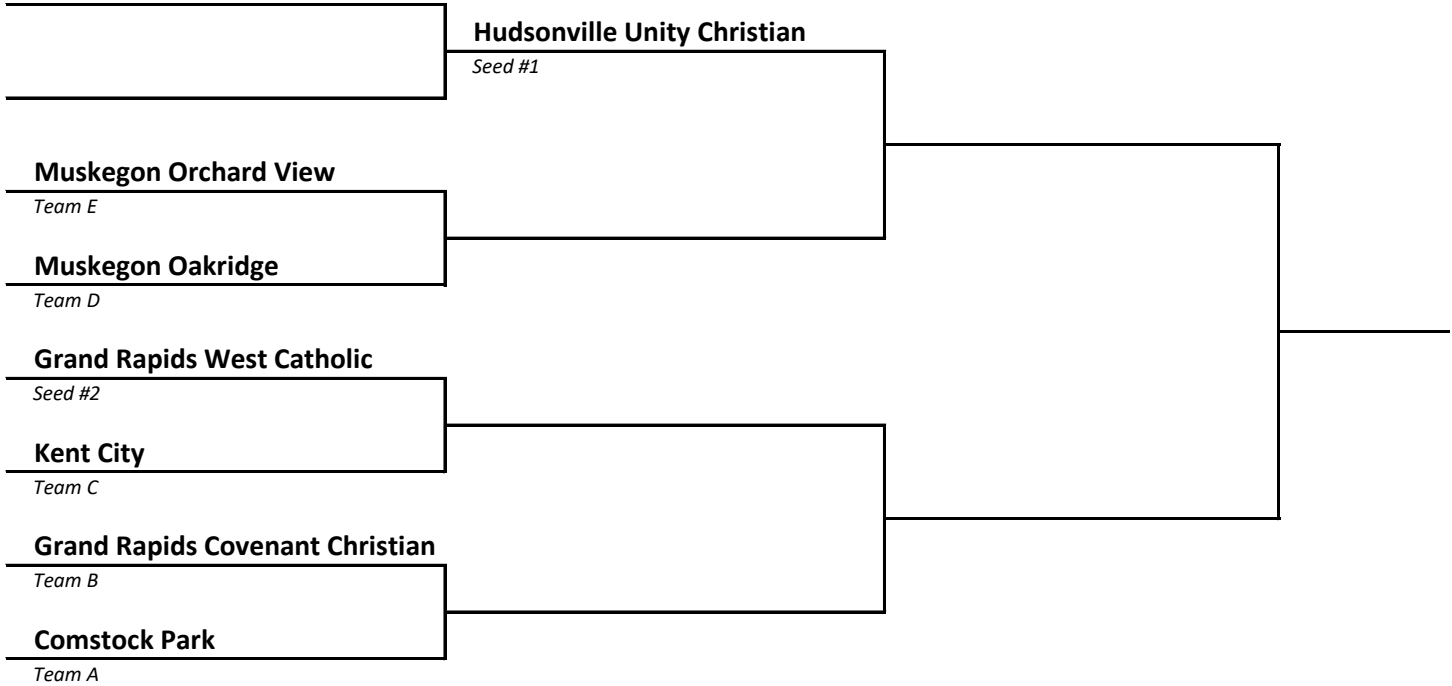 Hudsonville Unity Christian
Seed #1
Muskegon Orchard View
Team E
Muskegon Oakridge
Team D
Grand Rapids West Catholic
Seed #2
Kent City
Team C
Grand Rapids Covenant Christian
Team B
Comstock Park
Team A